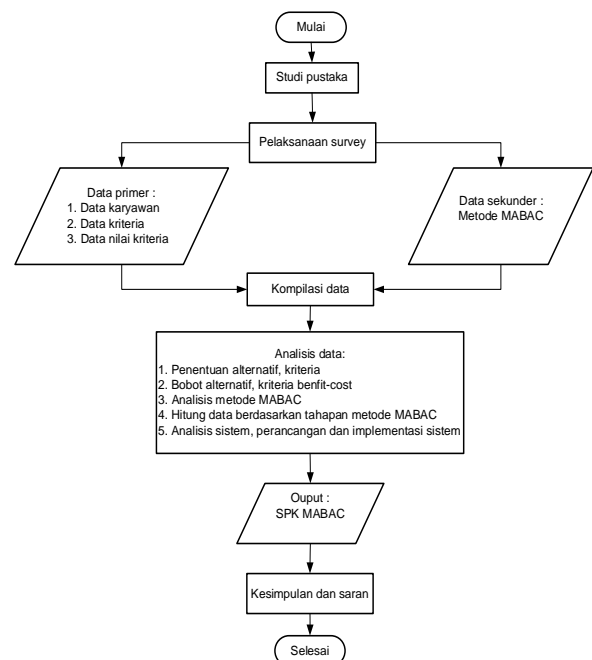 Mulai
Studi pustaka
Pelaksanaan survey
Data primer :
1. Data karyawan
2. Data kriteria
3. Data nilai kriteria
Data sekunder :
Metode MABAC
Kompilasi data
Analisis data:
1. Penentuan alternatif, kriteria
2. Bobot alternatif, kriteria benfit-cost
3. Analisis metode MABAC
4. Hitung data berdasarkan tahapan metode MABAC
5. Analisis sistem, perancangan dan implementasi sistem
Ouput :
SPK MABAC
Kesimpulan dan saran
Selesai